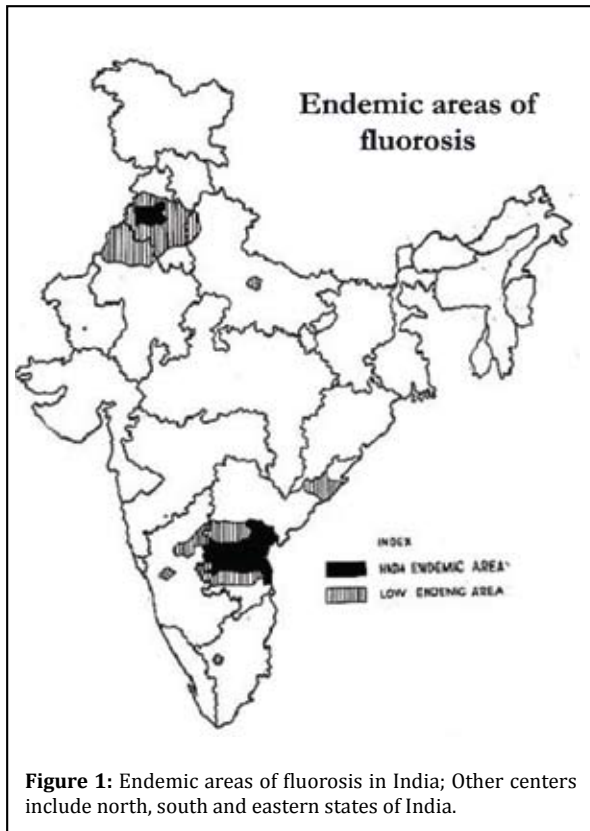 Endemic areas of
fluorosis
INDEX
HIGH ENDEMIC AREA
LOW ENDEMIC AREA
Figure 1: Endemic areas of fluorosis in India; Other centers
include north, south and eastern states of India.